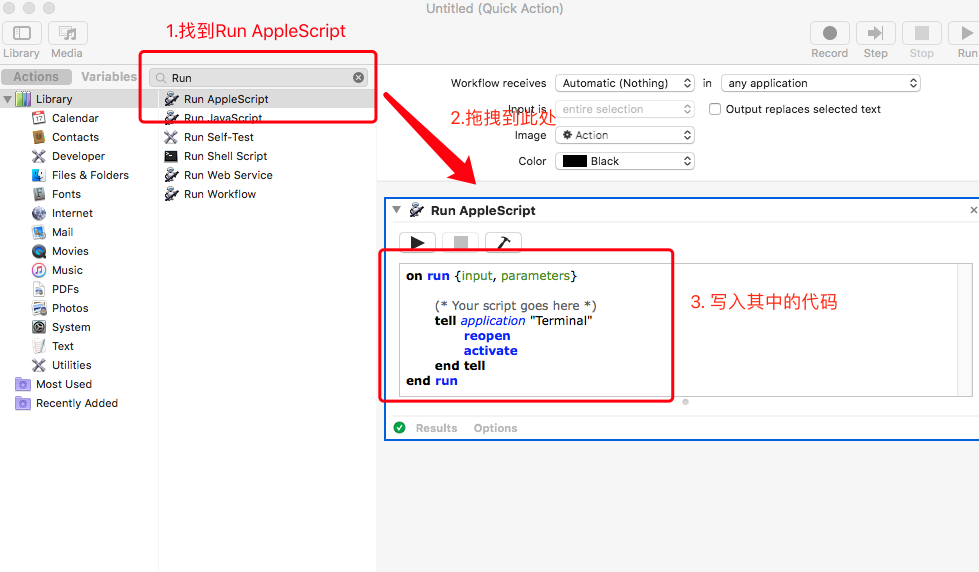 Untitled (Quick Action)
1.找到Run AppleScript
Library
Media
Record
Step
Stop
Run
Actions
Variables
Run
Library
Calendar
Contacts
Developer
Files & Folders
Fonts
Internet
Mail
Movies
Music
PDFs
Photos
System
Text
Utilities
Most Used
Recently Added
Run AppleScript
Run JavaScript
Run Self-Test
Run Shell Script
Run Web Service
Run Workflow
Workflow receives Automatic (Nothing) in any application
Input is entire selection Output replaces selected text
2.拖拽到此处
Image Action
Color Black
Run AppleScript
on run {input, parameters}
(* Your script goes here *)
tell application "Terminal"
reopen
activate
end tell
end run
3. 写入其中的代码
Results
Options